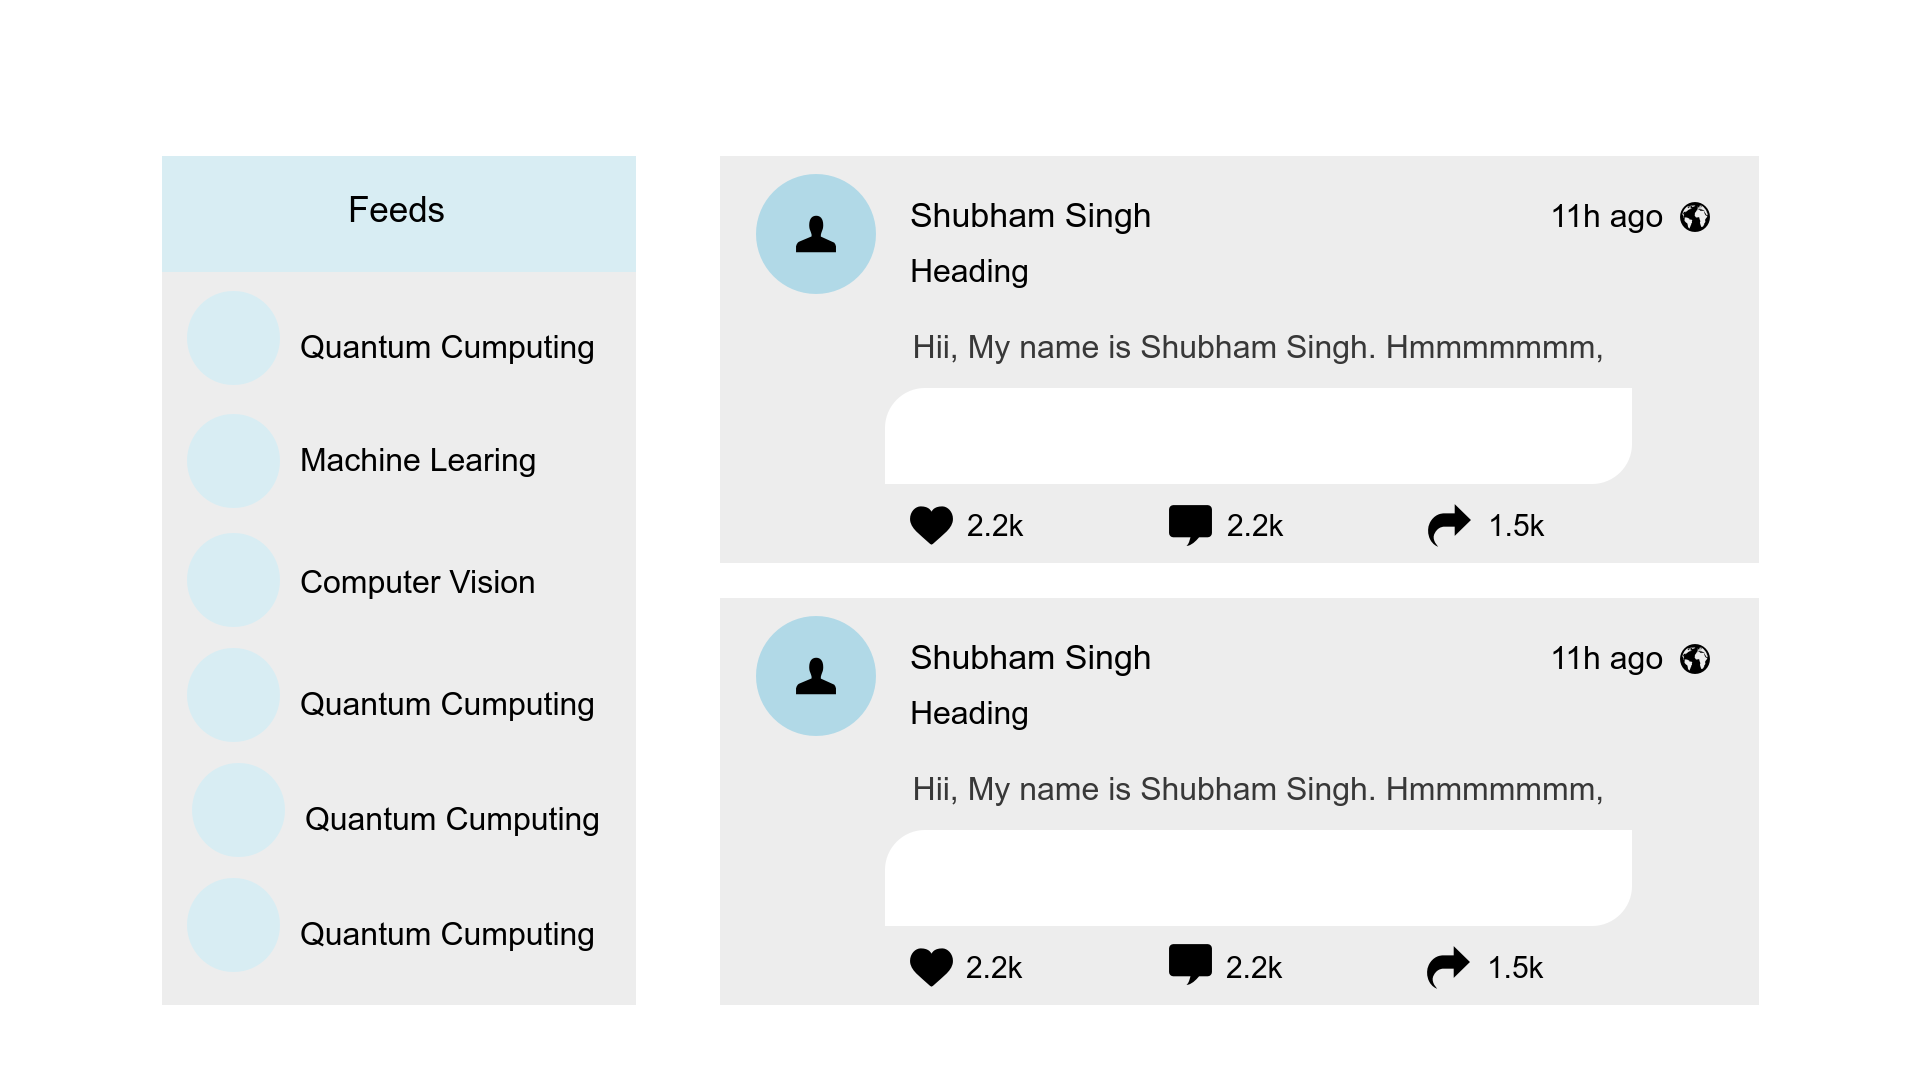 Feeds
Quantum Cumputing
Machine Learing
Computer Vision
Quantum Cumputing
Quantum Cumputing
Quantum Cumputing
Shubham Singh
11h ago
Heading
Hii, My name is Shubham Singh. Hmmmmmmm,
2.2k
2.2k
1.5k
Shubham Singh
11h ago
Heading
Hii, My name is Shubham Singh. Hmmmmmmm,
2.2k
2.2k
1.5k